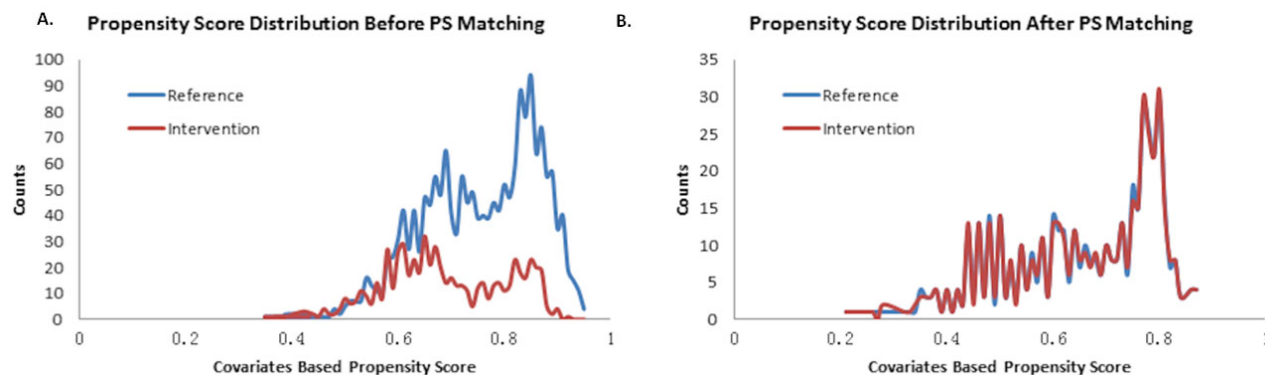 A.
Propensity Score Distribution Before PS Matching
100
90
80
70
60
50
40
30
20
10
0
Counts
Reference
Intervention
0 0.2 0.4 0.6 0.8 1
Covariates Based Propensity Score
B.
Propensity Score Distribution After PS Matching
35
30
25
20
15
10
5
0
Counts
Reference
Intervention
0 0.2 0.4 0.6 0.8 1
Covariates Based Propensity Score